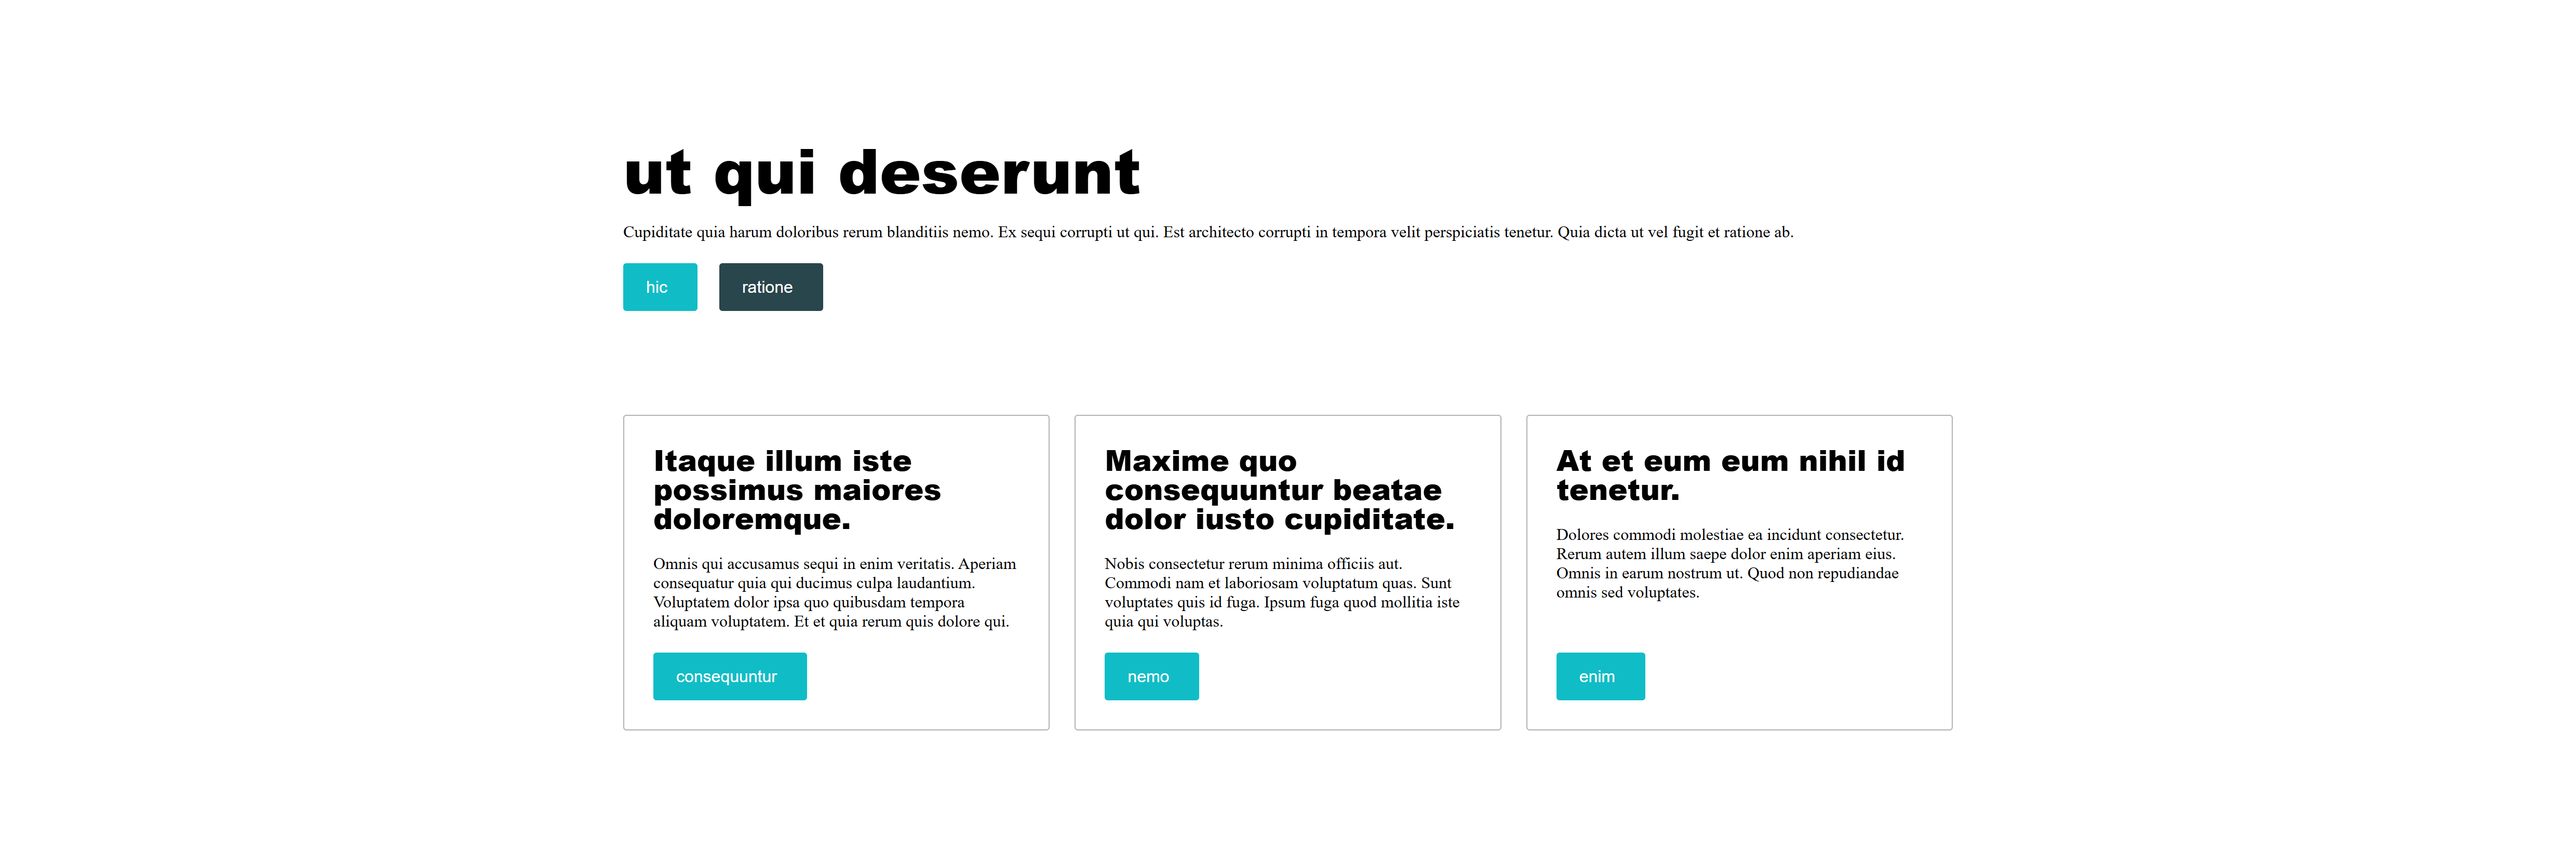 ut qui deserunt
Cupiditate quia harum doloribus rerum blanditiis nemo. Ex sequi corrupti ut qui. Est architecto corrupti in tempora velit perspiciatis tenetur. Quia dicta ut vel fugit et ratione ab.
hic
ratione
Itaque illum iste
possimus maiores
doloremque.
Omnis qui accusamus sequi in enim veritatis. Aperiam
consequatur quia qui ducimus culpa laudantium.
Voluptatem dolor ipsa quo quibusdam tempora
aliquam voluptatem. Et et quia rerum quis dolore qui.
consequuntur
Maxime quo
consequuntur beatae
dolor iusto cupiditate.
Nobis consectetur rerum minima officiis aut.
Commodi nam et laboriosam voluptatum quas. Sunt
voluptates quis id fuga. Ipsum fuga quod mollitia iste
quia qui voluptas.
nemo
At et eum eum nihil id
tenetur.
Dolores commodi molestiae ea incidunt consectetur.
Rerum autem illum saepe dolor enim aperiam eius.
Omnis in earum nostrum ut. Quod non repudiandae
omnis sed voluptates.
enim